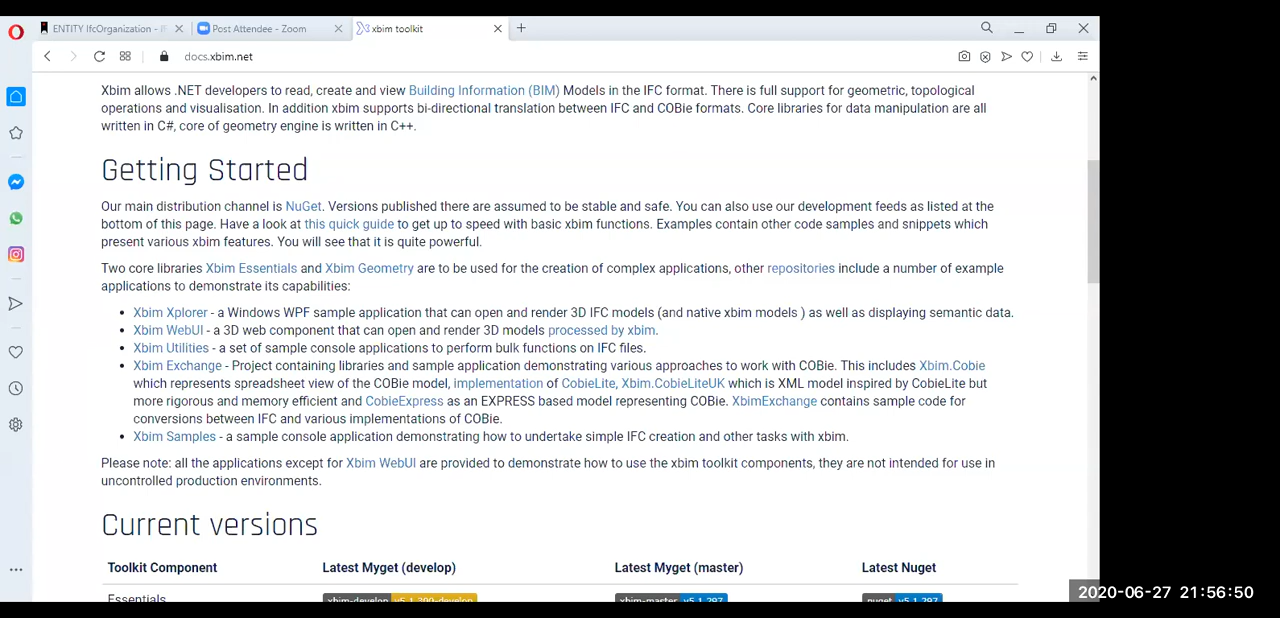 ENTITY IfcOrganization - 
Post Attendee - Zoom
xbim toolkit
docs.xbim.net
Xbim allows .NET developers to read, create and view Building Information (BIM) Models in the IFC format. There is full support for geometric, topological
operations and visualisation. In addition xbim supports bi-directional translation between IFC and COBie formats. Core libraries for data manipulation are all
written in C#, core of geometry engine is written in C++.
Getting Started
Our main distribution channel is NuGet. Versions published there are assumed to be stable and safe. You can also use our development feeds as listed at the
bottom of this page. Have a look at this quick guide to get up to speed with basic xbim functions. Examples contain other code samples and snippets which
present various xbim features. You will see that it is quite powerful.
Two core libraries Xbim Essentials and Xbim Geometry are to be used for the creation of complex applications, other repositories include a number of example
applications to demonstrate its capabilities:
• Xbim Xplorer - a Windows WPF sample application that can open and render 3D IFC models (and native xbim models ) as well as displaying semantic data.
• Xbim WebUI - a 3D web component that can open and render 3D models processed by xbim.
• Xbim Utilities - a set of sample console applications to perform bulk functions on IFC files.
• Xbim Exchange - Project containing libraries and sample application demonstrating various approaches to work with COBie. This includes Xbim.Cobie
which represents spreadsheet view of the COBie model, implementation of CobieLite, Xbim.CobieLiteUK which is XML model inspired by CobieLite but
more rigorous and memory efficient and CobieExpress as an EXPRESS based model representing COBie. XbimExchange contains sample code for
conversions between IFC and various implementations of COBie.
• Xbim Samples - a sample console application demonstrating how to undertake simple IFC creation and other tasks with xbim.
Please note: all the applications except for Xbim WebUI are provided to demonstrate how to use the xbim toolkit components, they are not intended for use in
uncontrolled production environments.
Current versions
Toolkit Component Latest Myget (develop) Latest Myget (master) Latest Nuget
Essentials xbim-develop v5.1.300-develop xbim-master v5.1.297 nuget v5.1.297
2020-06-27 21:56:50